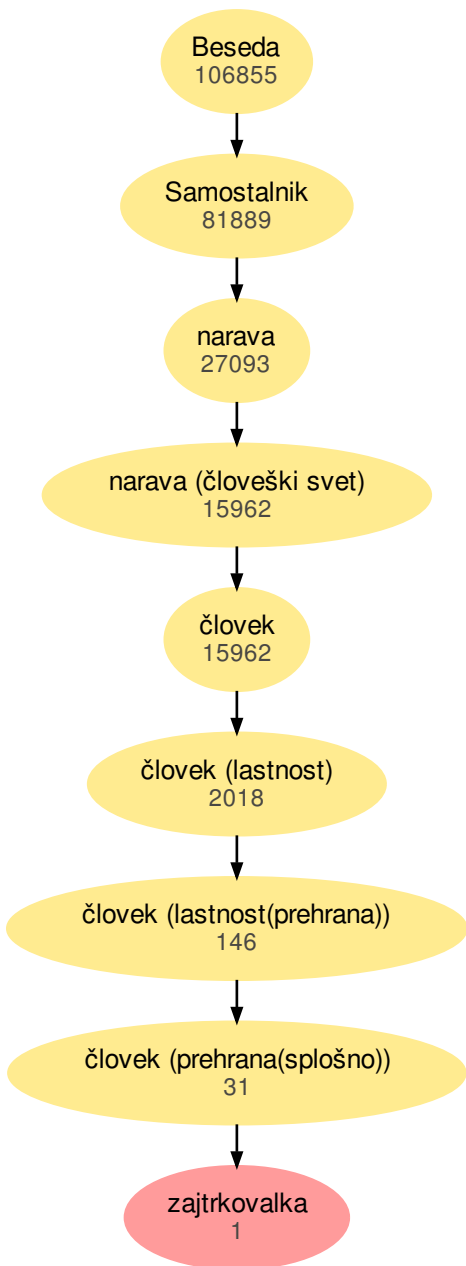 Beseda
106855
Samostalnik
81889
narava
27093
narava (človeški svet)
15962
človek
15962
človek (lastnost)
2018
človek (lastnost(prehrana))
146
človek (prehrana(splošno))
31
zajtrkovalka
1